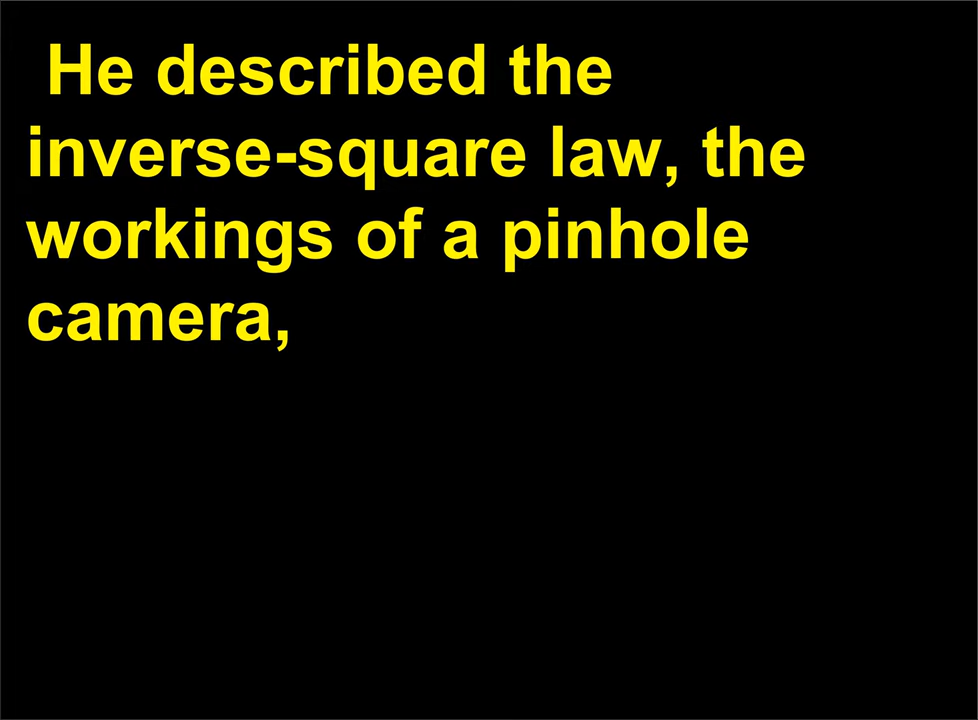 He described the
inverse-square law, the
workings of a pinhole
camera,